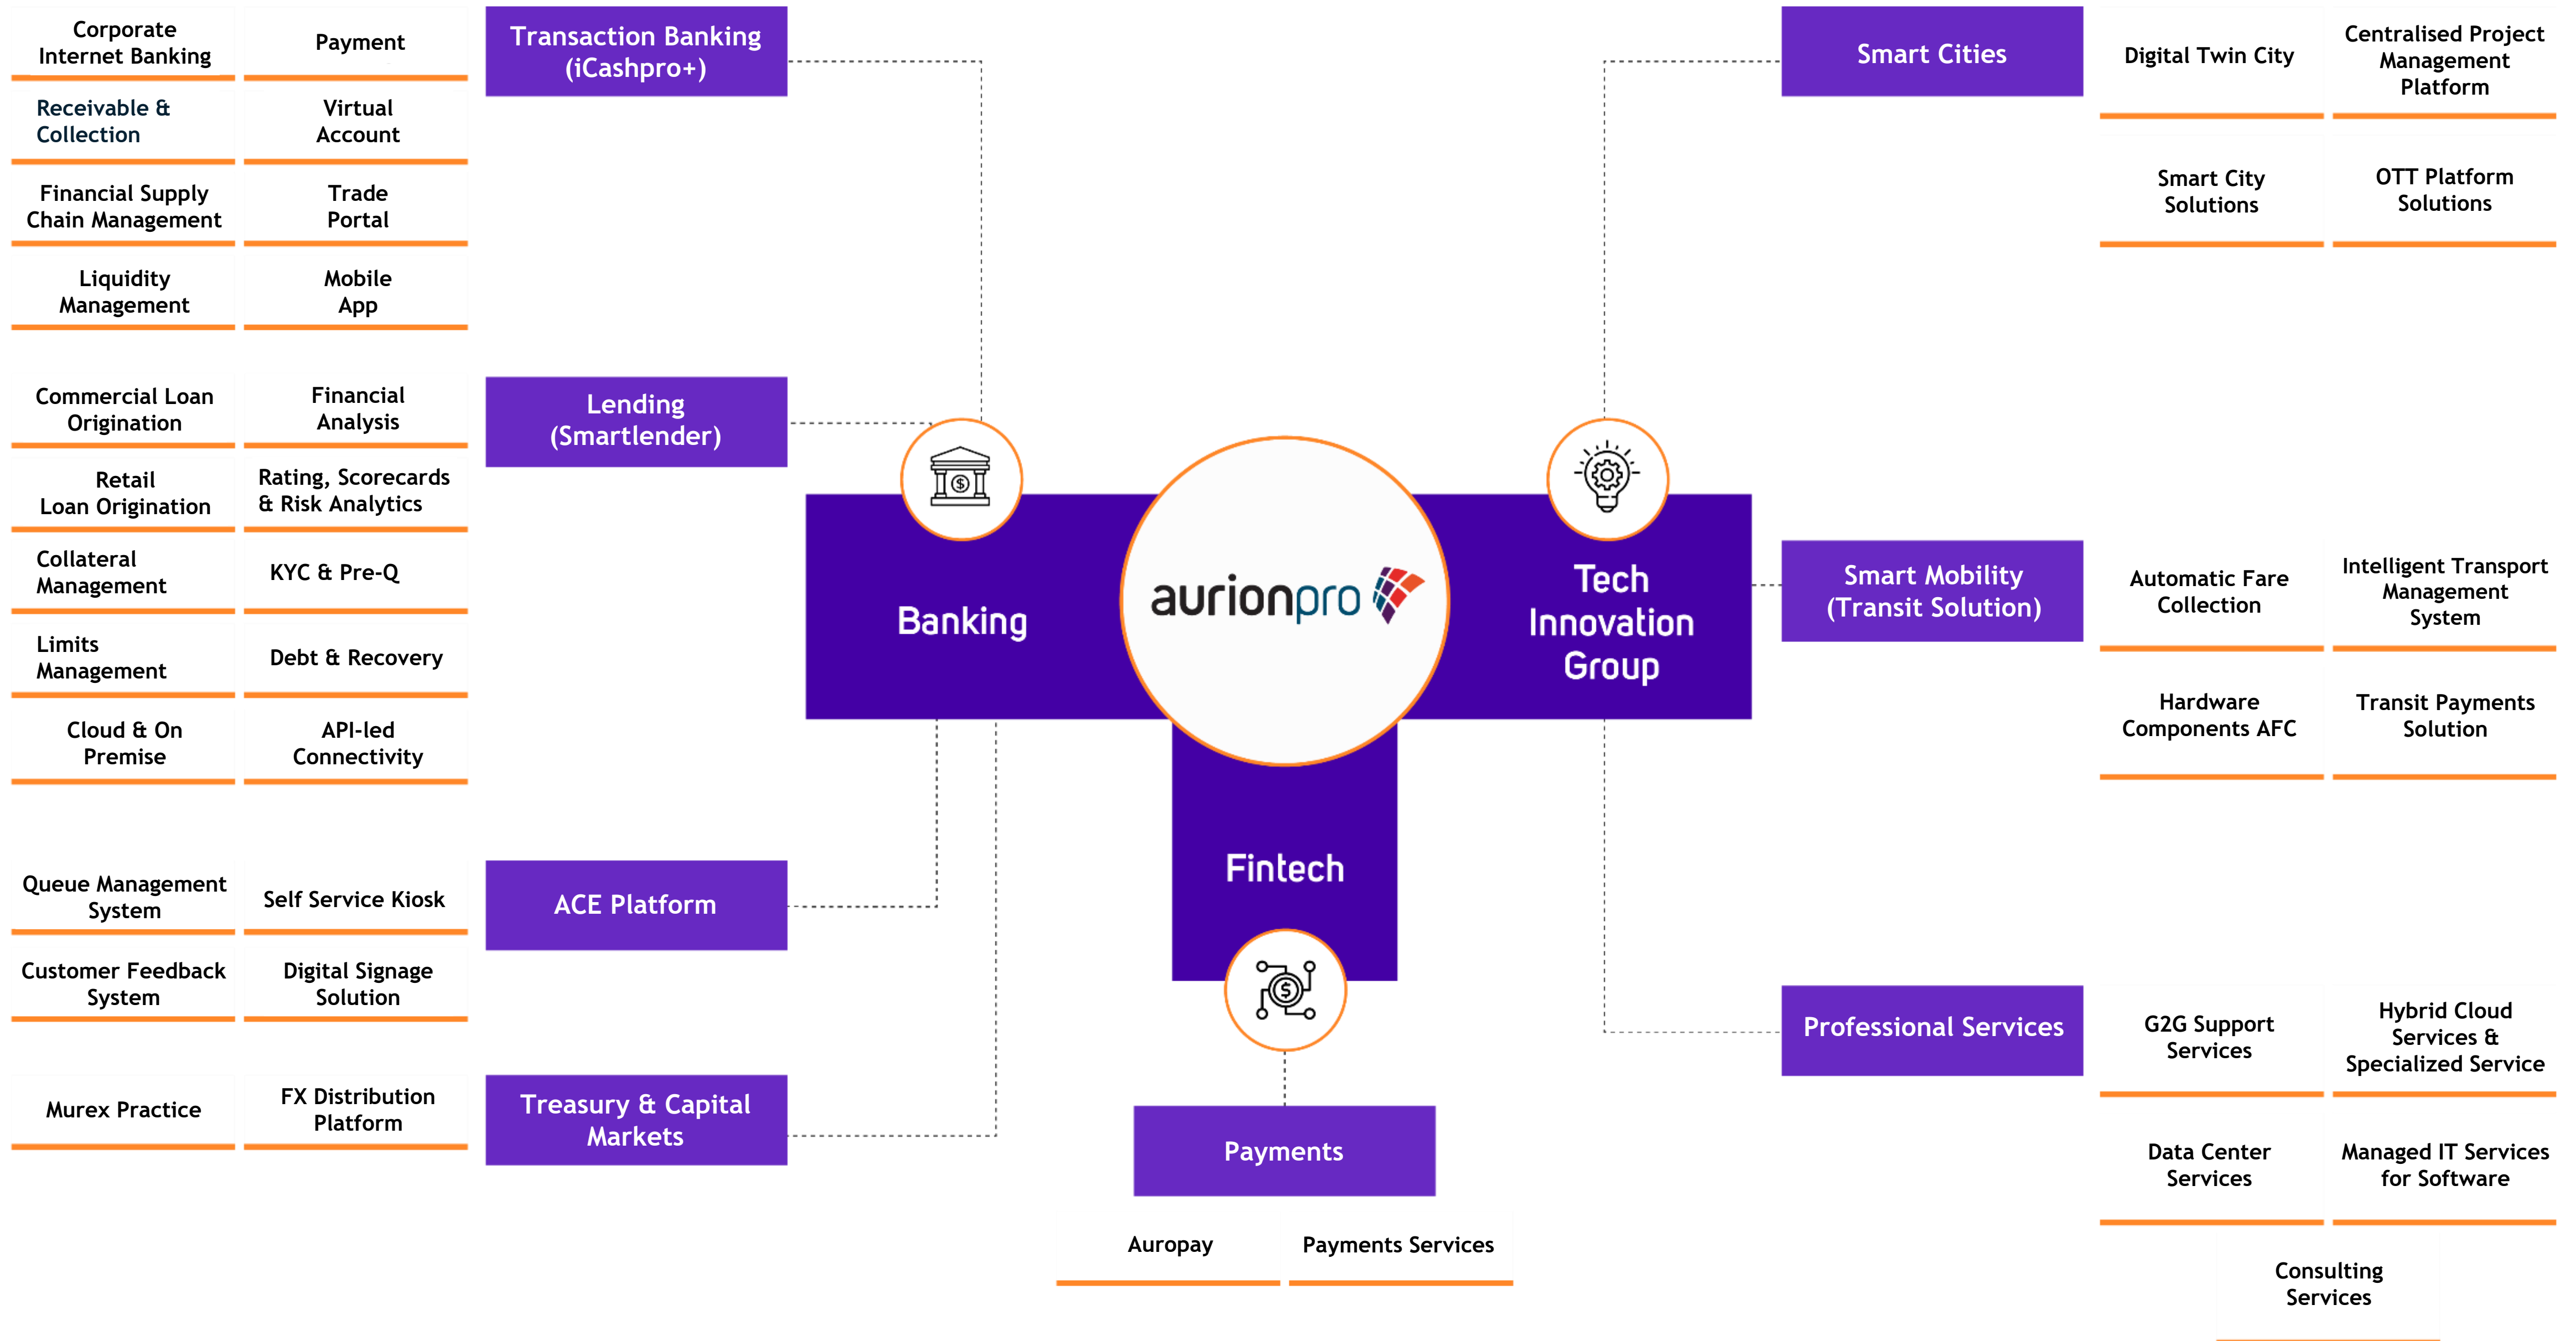 Corporate
Internet Banking
Payment
Receivable &
Collection
Virtual
Account
Financial Supply
Chain Management
Trade
Portal
Liquidity
Management
Mobile
App
Transaction Banking
(iCashpro+)
Commercial Loan
Origination
Financial
Analysis
Retail
Loan Origination
Rating, Scorecards
& Risk Analytics
Collateral
Management
KYC & Pre-Q
Limits
Management
Debt & Recovery
Cloud & On
Premise
API-led
Connectivity
Lending
(Smartlender)
Queue Management
System
Self Service Kiosk
Customer Feedback
System
Digital Signage
Solution
ACE Platform
Murex Practice
FX Distribution
Platform
Treasury & Capital
Markets
Banking
aurionpro
Tech
Innovation
Group
Fintech
Payments
Auropay
Payments Services
Smart Cities
Digital Twin City
Centralised Project
Management
Platform
Smart City
Solutions
OTT Platform
Solutions
Smart Mobility
(Transit Solution)
Automatic Fare
Collection
Intelligent Transport
Management
System
Hardware
Components AFC
Transit Payments
Solution
Professional Services
G2G Support
Services
Hybrid Cloud
Services &
Specialized Service
Data Center
Services
Managed IT Services
for Software
Consulting
Services